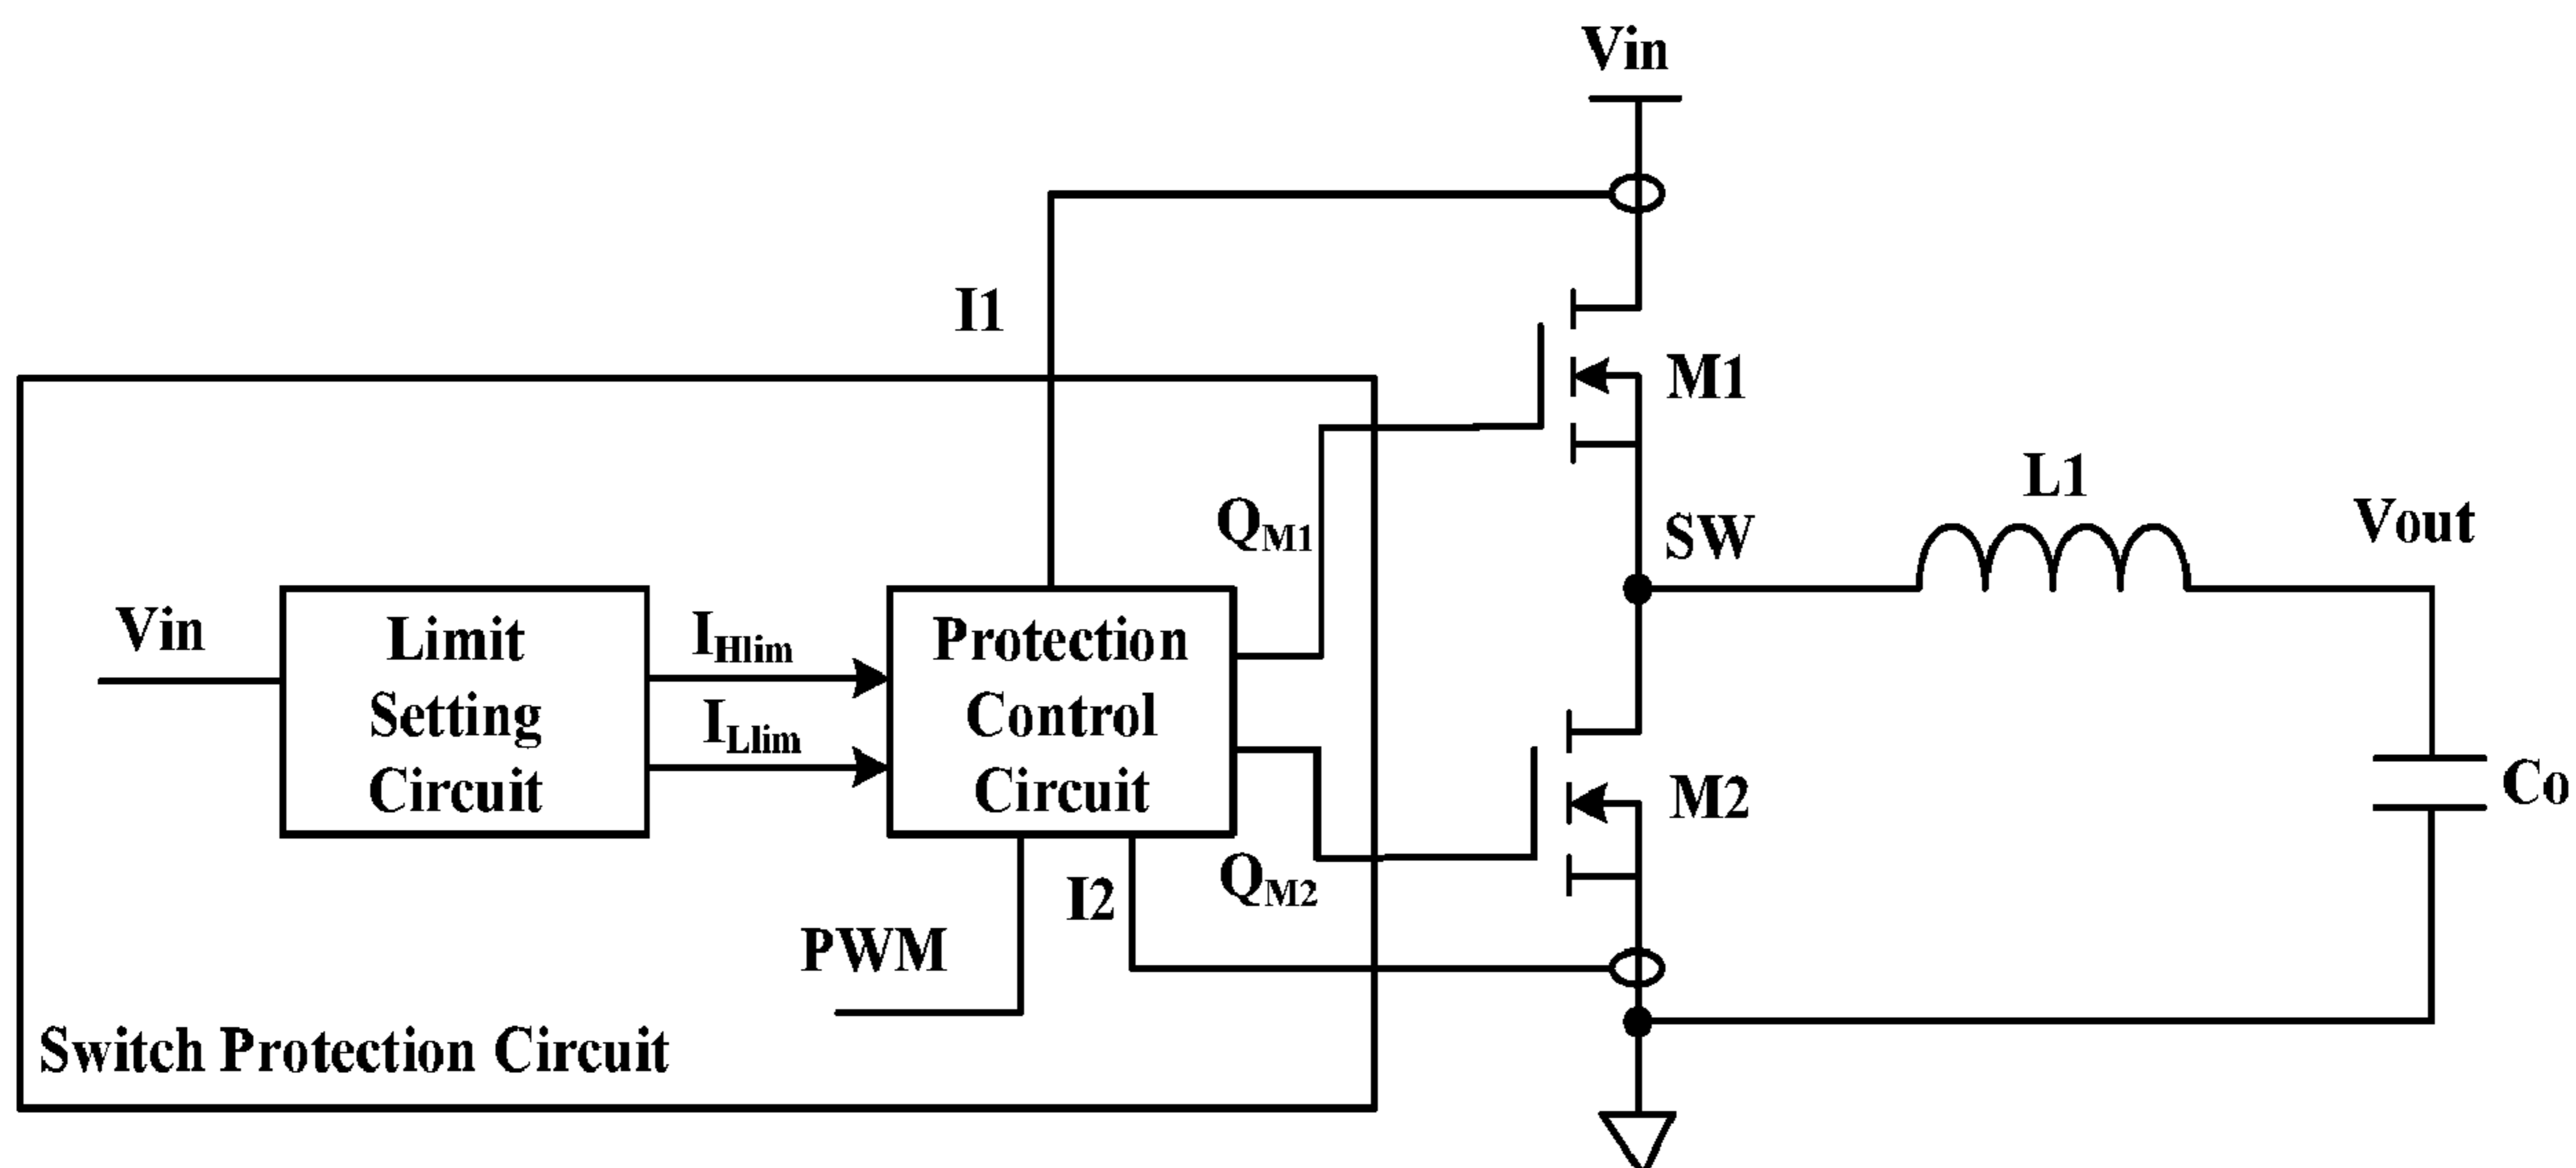 Vin
I1
M1
L1
Vout
SW
QM1
Vin
Limit
Setting
Circuit
IHlim
ILlim
Protection
Control
Circuit
M2
Co
QM2
I2
PWM
Switch Protection Circuit